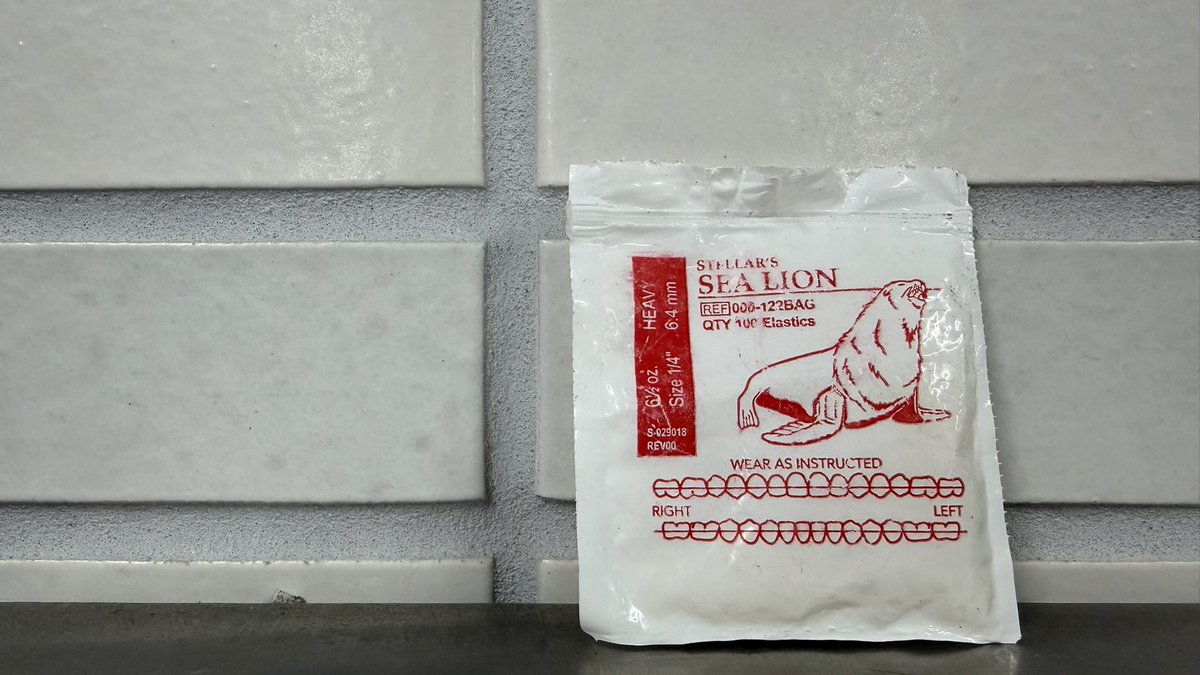 STELLAR'S
SEA LION
REF 000-122BAG
QTY 100 Elastics
6½ oz. HEAVY
Size 1/4" 6.4 mm
S-029018
REV00
WEAR AS INSTRUCTED
RIGHT LEFT